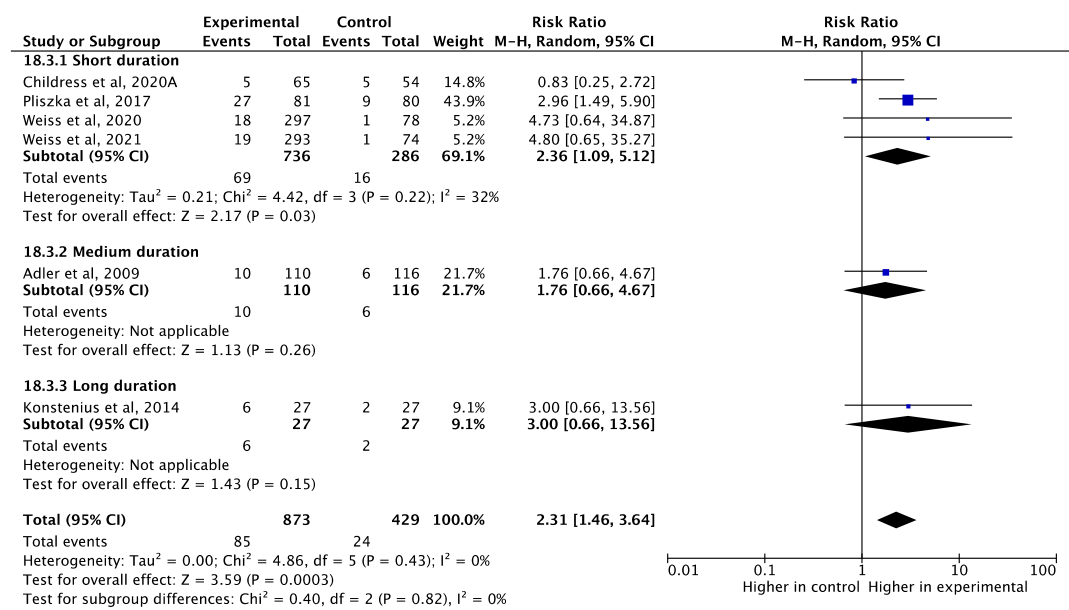 Experimental Control Risk Ratio Risk Ratio
Study or Subgroup Events Total Events Total Weight M-H, Random, 95% CI M-H, Random, 95% CI
18.3.1 Short duration
Childress et al, 2020A 5 65 5 54 14.8% 0.83 [0.25, 2.72]
Pliszka et al, 2017 27 81 9 80 43.9% 2.96 [1.49, 5.90]
Weiss et al, 2020 18 297 1 78 5.2% 4.73 [0.64, 34.87]
Weiss et al, 2021 19 293 1 74 5.2% 4.80 [0.65, 35.27]
Subtotal (95% CI) 736 286 69.1% 2.36 [1.09, 5.12]
Total events 69 16
Heterogeneity: Tau² = 0.21; Chi² = 4.42, df = 3 (P = 0.22); I² = 32%
Test for overall effect: Z = 2.17 (P = 0.03)
18.3.2 Medium duration
Adler et al, 2009 10 110 6 116 21.7% 1.76 [0.66, 4.67]
Subtotal (95% CI) 110 116 21.7% 1.76 [0.66, 4.67]
Total events 10 6
Heterogeneity: Not applicable
Test for overall effect: Z = 1.13 (P = 0.26)
18.3.3 Long duration
Konstenius et al, 2014 6 27 2 27 9.1% 3.00 [0.66, 13.56]
Subtotal (95% CI) 27 27 9.1% 3.00 [0.66, 13.56]
Total events 6 2
Heterogeneity: Not applicable
Test for overall effect: Z = 1.43 (P = 0.15)
Total (95% CI) 873 429 100.0% 2.31 [1.46, 3.64]
Total events 85 24
Heterogeneity: Tau² = 0.00; Chi² = 4.86, df = 5 (P = 0.43); I² = 0%
Test for overall effect: Z = 3.59 (P = 0.0003)
Test for subgroup differences: Chi² = 0.40, df = 2 (P = 0.82), I² = 0%
0.01 0.1 1 10 100
Higher in control Higher in experimental